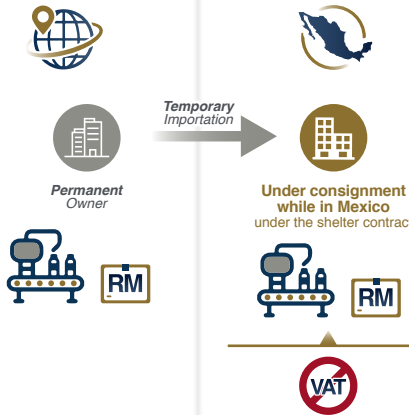 Temporary
Importation
Permanent
Owner
Under consignment
while in Mexico
under the shelter contrac
RM
RM
VAT